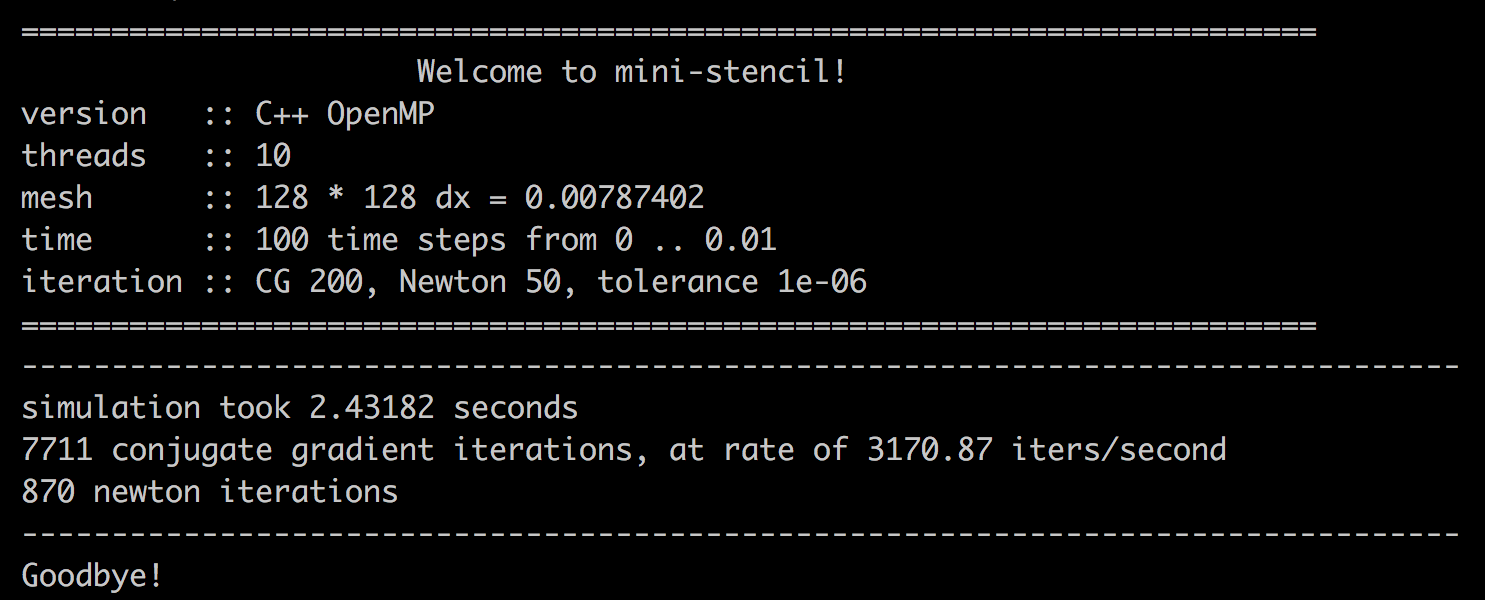 ========================================================================
                      Welcome to mini-stencil!
version   :: C++ OpenMP
threads   :: 10
mesh      :: 128 * 128 dx = 0.00787402
time      :: 100 time steps from 0 .. 0.01
iteration :: CG 200, Newton 50, tolerance 1e-06
========================================================================
--------------------------------------------------------------------------------
simulation took 2.43182 seconds
7711 conjugate gradient iterations, at rate of 3170.87 iters/second
870 newton iterations
--------------------------------------------------------------------------------
Goodbye!